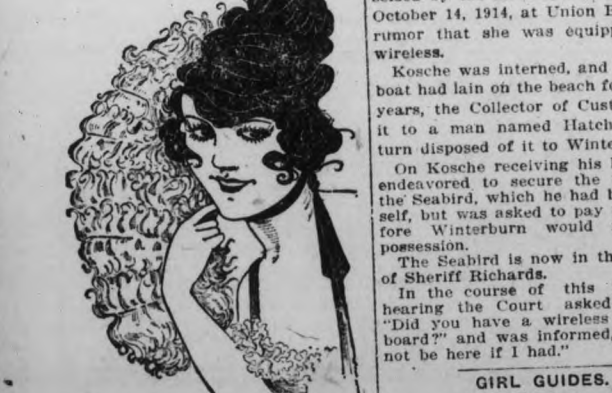 October 14, 1914, at Union
rumor that she was equip
wireless.
Kosche was interned, and
boat had lain on the beach
years, the Collector of Cus
it to a man named Hatch
turn disposed of it to Winte
On Kosche receiving his
endeavored to secure the
the Seabird, which he had
self, but was asked to pay
fore Winterburn would
possession.
The Seabird is now in th
of Sheriff Richards.
In the course of this
hearing the Court asked
"Did you have a wireless
board?" and was informed,
not be here if I had."
GIRL GUIDES.